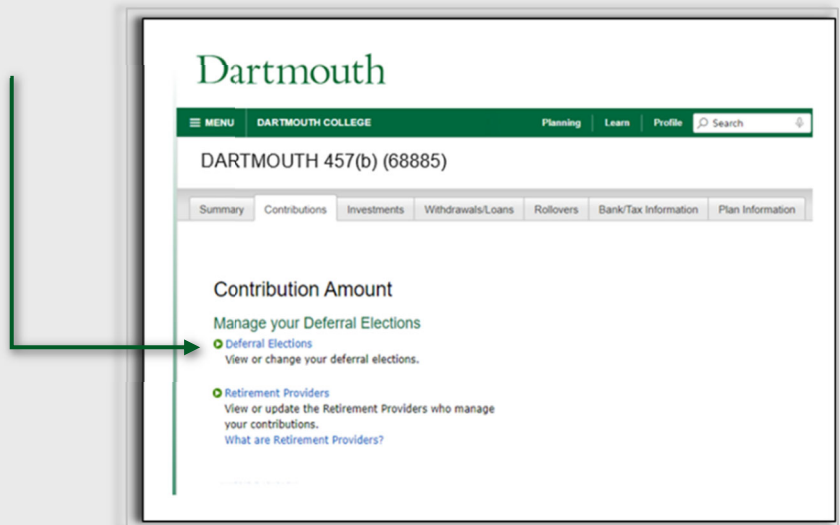 Dartmouth
MENU DARTMOUTH COLLEGE Planning Learn Profile Search
DARTMOUTH 457(b) (68885)
Summary Contributions Investments Withdrawals/Loans Rollovers Bank/Tax Information Plan Information
Contribution Amount
Manage your Deferral Elections
Deferral Elections
View or change your deferral elections.
Retirement Providers
View or update the Retirement Providers who manage
your contributions.
What are Retirement Providers?